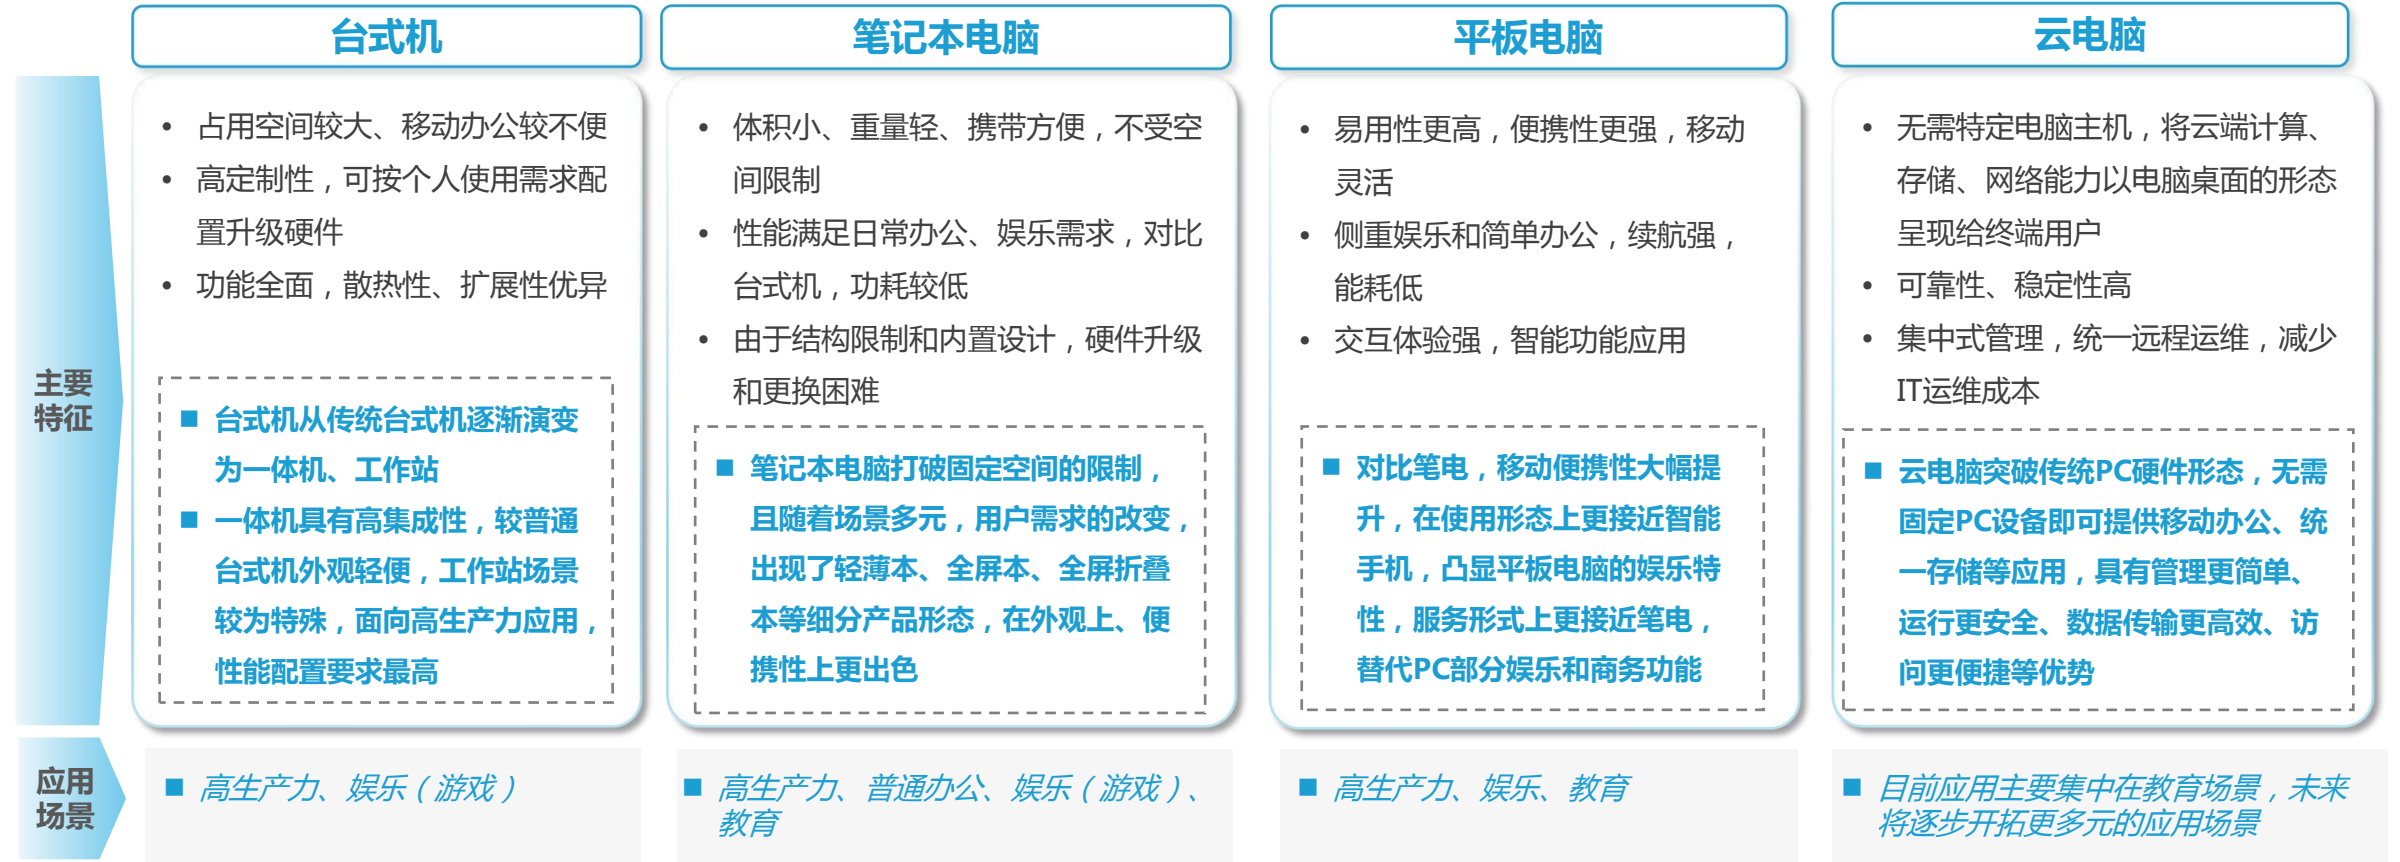 台式机
笔记本电脑
平板电脑
云电脑
主要
特征
占用空间较大、移动办公较不便
高定制性，可按个人使用需求配
置升级硬件
功能全面，散热性、扩展性优异
台式机从传统台式机逐渐演变
为一体机、工作站
一体机具有高集成性，较普通
台式机外观轻便，工作站场景
较为特殊，面向高生产力应用，
性能配置要求最高
体积小、重量轻、携带方便，不受空
间限制
性能满足日常办公、娱乐需求，对比
台式机，功耗较低
由于结构限制和内置设计，硬件升级
和更换困难
笔记本电脑打破固定空间的限制，
且随着场景多元，用户需求的改变，
出现了轻薄本、全屏本、全屏折叠
本等细分产品形态，在外观上、便
携性上更出色
易用性更高，便携性更强，移动
灵活
侧重娱乐和简单办公，续航强，
能耗低
交互体验强，智能功能应用
对比笔电，移动便携性大幅提
升，在使用形态上更接近智能
手机，凸显平板电脑的娱乐特
性，服务形式上更接近笔电，
替代PC部分娱乐和商务功能
无需特定电脑主机，将云端计算、
存储、网络能力以电脑桌面的形态
呈现给终端用户
可靠性、稳定性高
集中式管理，统一远程运维，减少
IT运维成本
云电脑突破传统PC硬件形态，无需
固定PC设备即可提供移动办公、统
一存储等应用，具有管理更简单、
运行更安全、数据传输更高效、访
问更便捷等优势
应用
场景
高生产力、娱乐（游戏）
高生产力、普通办公、娱乐（游戏）、
教育
高生产力、娱乐、教育
目前应用主要集中在教育场景，未来
将逐步开拓更多元的应用场景